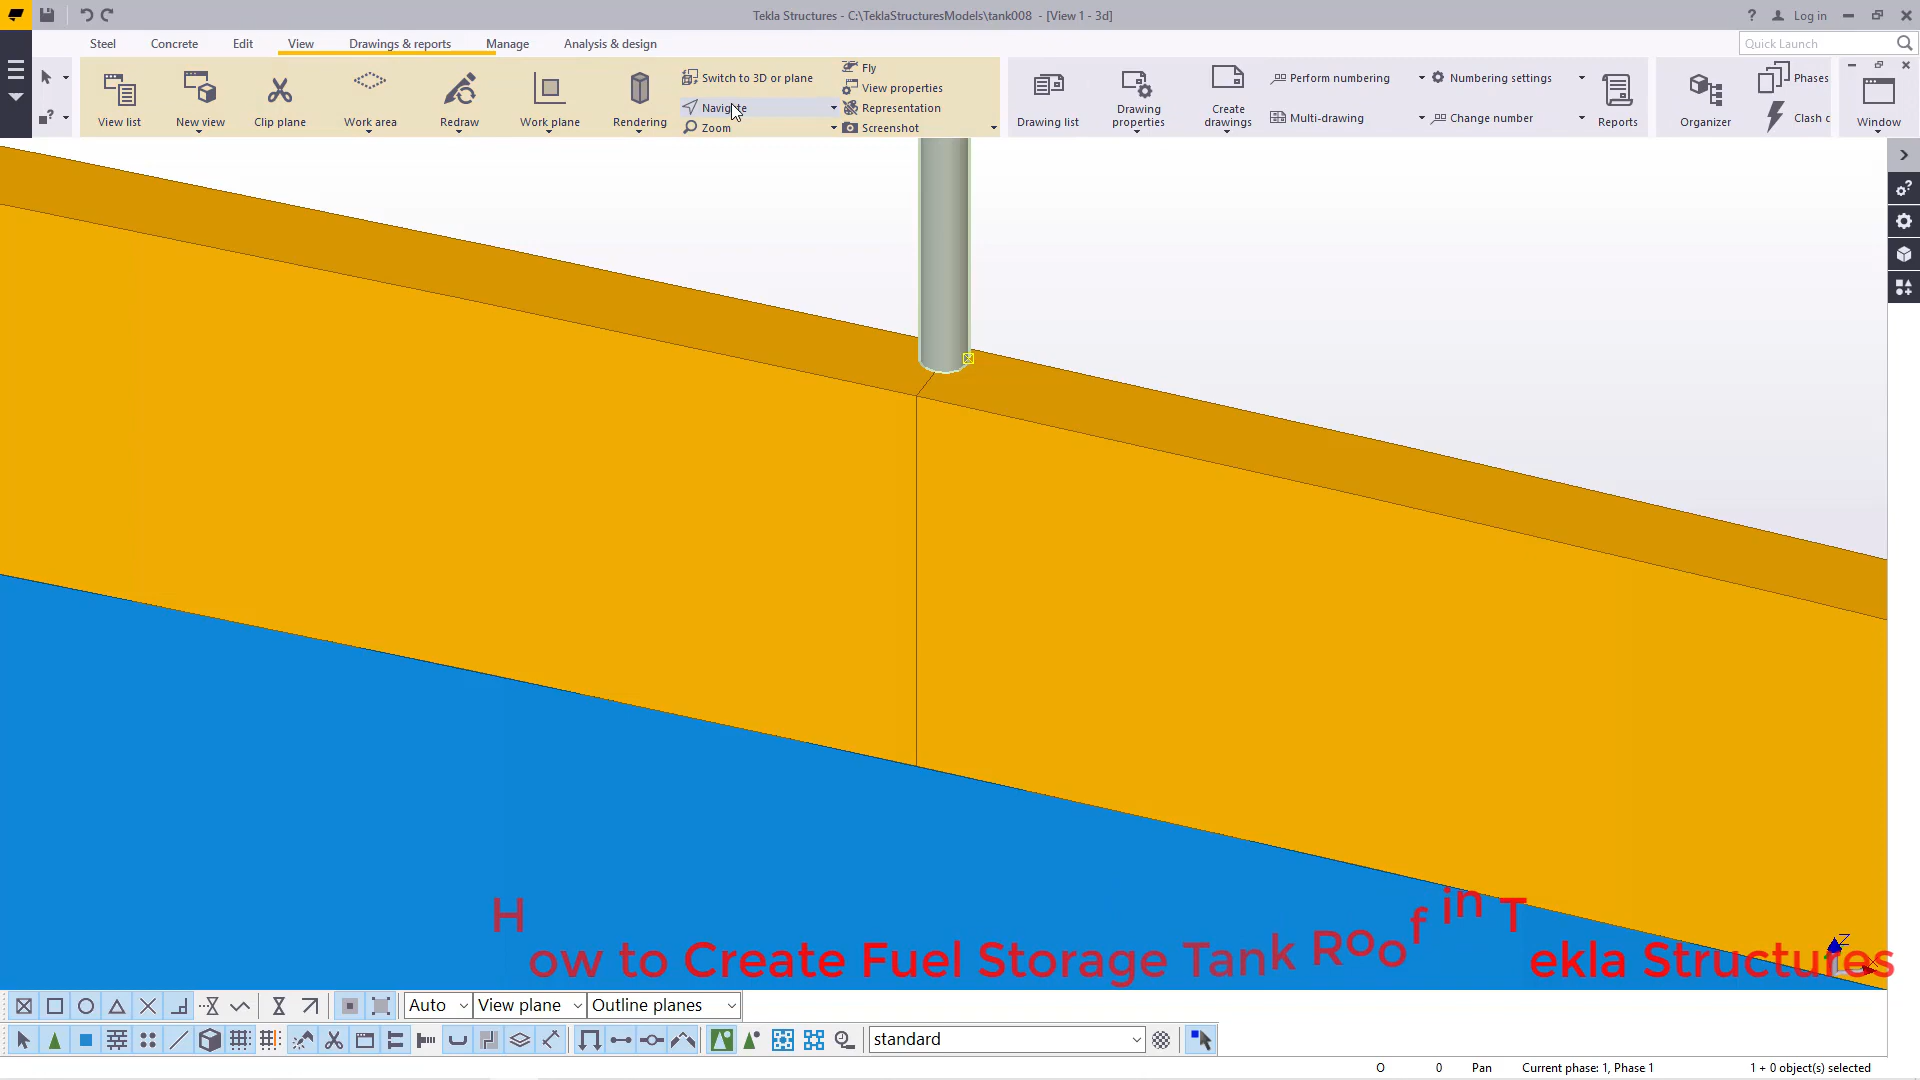 Tekla Structures - C:\TeklaStructuresModels\tank008 - [View 1 - 3d]
? Log in
Steel Concrete Edit View Drawings & reports Manage Analysis & design
Quick Launch
View list
New view
Clip plane
Work area
Redraw
Work plane
Rendering
Switch to 3D or plane
Navigate
Zoom
Fly
View properties
Representation
Screenshot
Drawing list
Drawing properties
Create drawings
Perform numbering
Multi-drawing
Numbering settings
Change number
Reports
Organizer
Phases
Clash c
Window
How to Create Fuel Storage Tank Roof in Tekla Structures
Z
Auto View plane Outline planes
standard
O 0 Pan Current phase: 1, Phase 1 1 + 0 object(s) selected